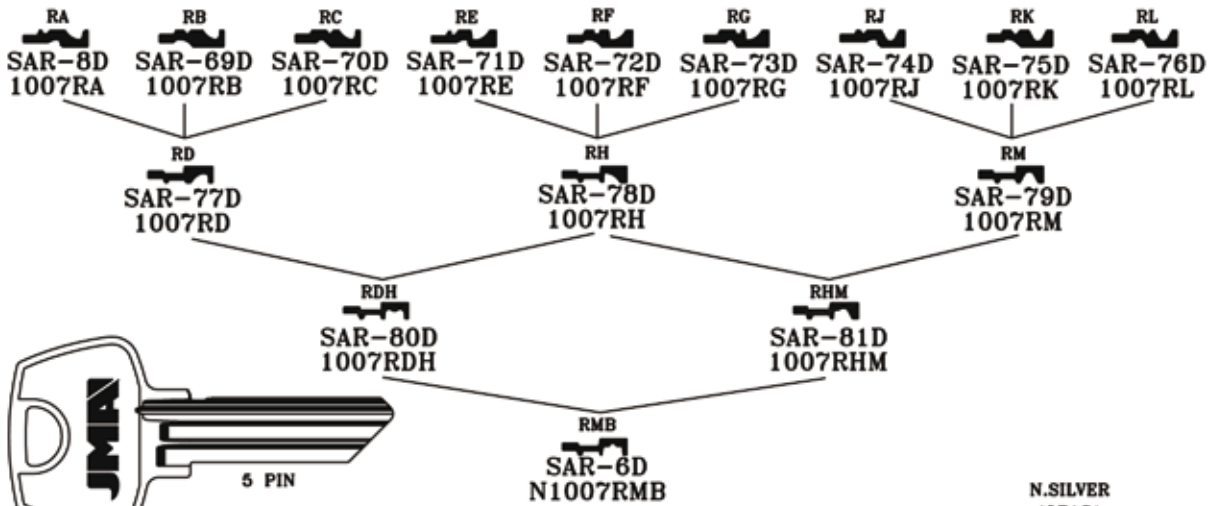 RA RB RC RE RF RG RJ RK RL
SAR-8D SAR-69D SAR-70D SAR-71D SAR-72D SAR-73D SAR-74D SAR-75D SAR-76D
1007RA 1007RB 1007RC 1007RE 1007RF 1007RG 1007RJ 1007RK 1007RL
RD RH RM
SAR-77D SAR-78D SAR-79D
1007RD 1007RH 1007RM
RDH RHM
SAR-80D SAR-81D
1007RDH 1007RHM
JMA
5 PIN
RMB
SAR-6D
N1007RMB
N.SILVER